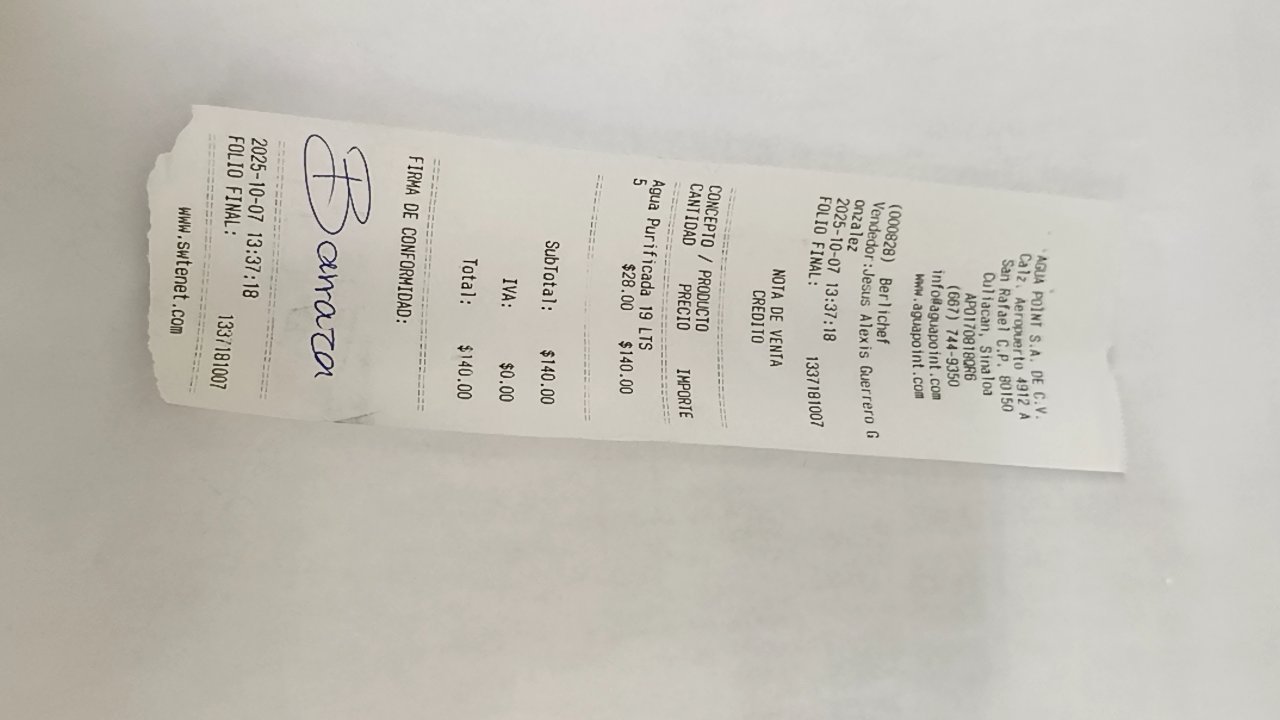 AGUA POINT S.A. DE C.V.
Calz. Aeropuerto 4912 A
San Rafael C.P. 80150
Culiacan, Sinaloa
APO170818QR6
(667) 744-9350
info@aguapoint.com
www.aguapoint.com
(000828) Berlichef
Vendedor:Jesus Alexis Guerrero G
onzalez
2025-10-07 13:37:18
FOLIO FINAL: 1337181007
NOTA DE VENTA
CREDITO
CONCEPTO / PRODUCTO
CANTIDAD PRECIO IMPORTE
Agua Purificada 19 LTS
5 $28.00 $140.00
SubTotal: $140.00
IVA: $0.00
Total: $140.00
FIRMA DE CONFORMIDAD:
Barraza
2025-10-07 13:37:18
FOLIO FINAL: 1337181007
www.swtenet.com